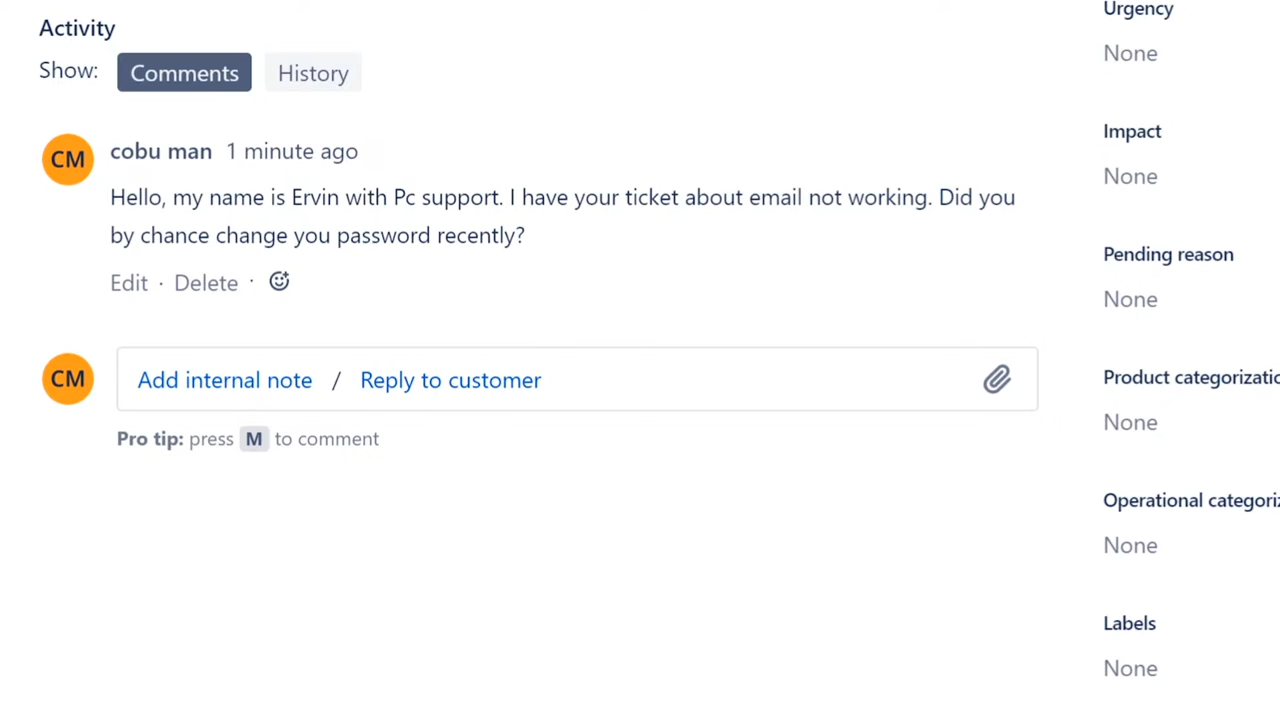 Activity
Show: Comments History
CM cobu man 1 minute ago
Hello, my name is Ervin with Pc support. I have your ticket about email not working. Did you
by chance change you password recently?
Edit · Delete ·
CM Add internal note / Reply to customer
Pro tip: press M to comment
Urgency
None
Impact
None
Pending reason
None
Product categorizatio
None
Operational categoriz
None
Labels
None